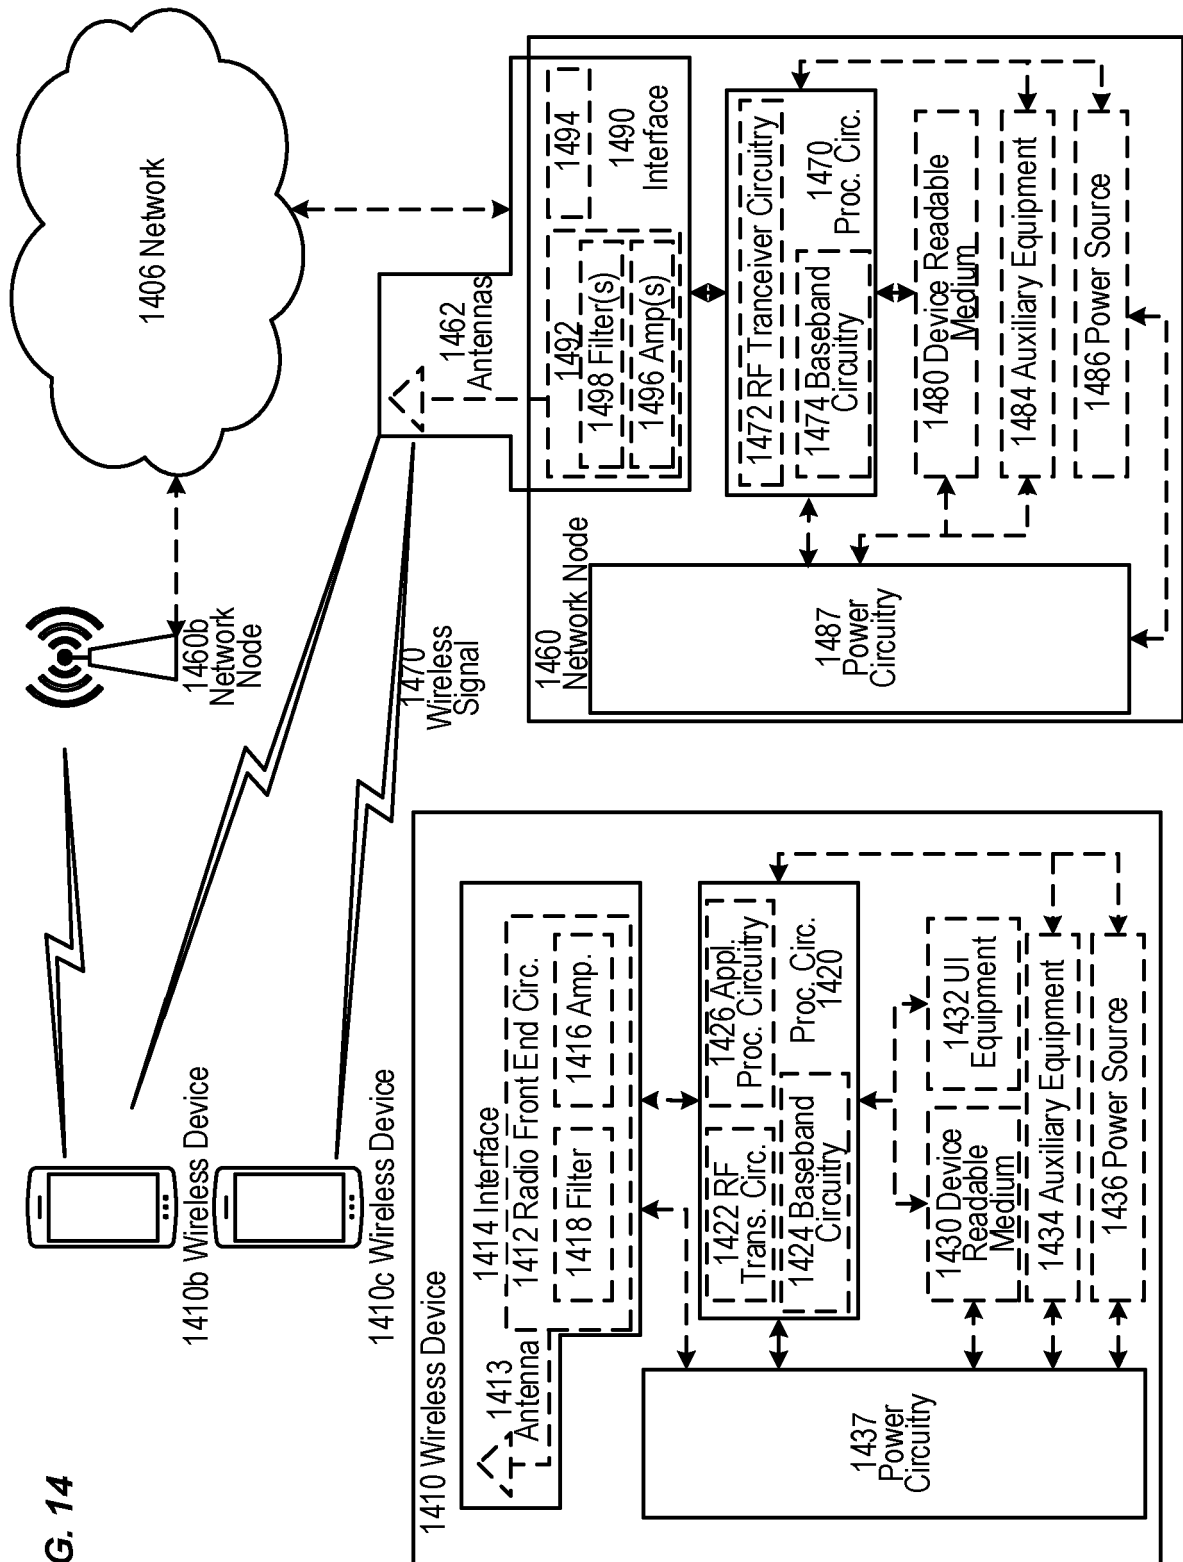 G. 14
1406 Network
1460b
Network
Node
1410b Wireless Device
1410c Wireless Device
1470
Wireless
Signal
1460
Network Node
1462
Antennas
1494
1490
Interface
1492
1498 Filter(s)
1496 Amp(s)
1472 RF Tranceiver Circuitry
1474 Baseband
Circuitry
1470
Proc. Circ.
1480 Device Readable
Medium
1484 Auxiliary Equipment
1486 Power Source
1487
Power
Circuitry
1410 Wireless Device
1413
Antenna
1414 Interface
1412 Radio Front End Circ.
1418 Filter
1416 Amp.
1422 RF
Trans. Circ.
1426 Appl.
Proc. Circuitry
1424 Baseband
Circuitry
Proc. Circ.
1420
1430 Device
Readable
Medium
1432 UI
Equipment
1434 Auxiliary Equipment
1436 Power Source
1437
Power
Circuitry